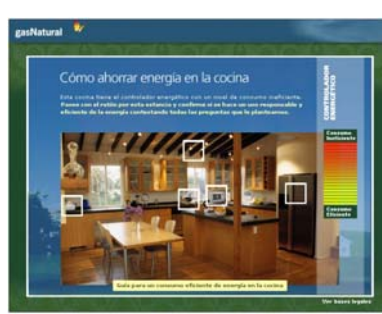 gasNatural
Cómo ahorrar energía en la cocina
Esta cocina tiene el controlador energético con un nivel de consumo ineficiente.
Pasee con el ratón por esta estancia y confirme si se hace un uso responsable y
eficiente de la energía contestando todas las preguntas que le planteamos.
CONTROLADOR
ENERGÉTICO
Consumo
Ineficiente
Consumo
Eficiente
Guía para un consumo eficiente de energía en la cocina
Ver bases legales